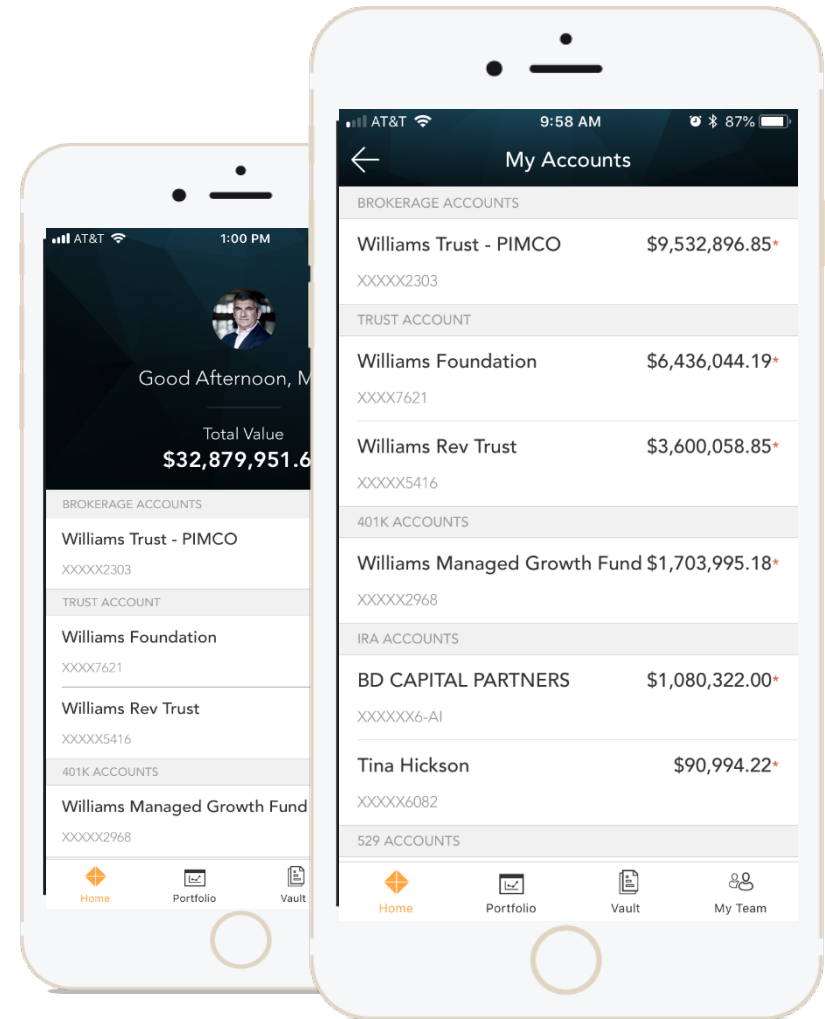 AT&T
1:00 PM
Good Afternoon, M
Total Value
$32,879,951.6
BROKERAGE ACCOUNTS
Williams Trust - PIMCO
XXXXX2303
TRUST ACCOUNT
Williams Foundation
XXXX7621
Williams Rev Trust
XXXXX5416
401K ACCOUNTS
Williams Managed Growth Fund
XXXXX2968
Home Portfolio Vault
AT&T 9:58 AM 87%
My Accounts
BROKERAGE ACCOUNTS
Williams Trust - PIMCO $9,532,896.85*
XXXXX2303
TRUST ACCOUNT
Williams Foundation $6,436,044.19*
XXXX7621
Williams Rev Trust $3,600,058.85*
XXXXX5416
401K ACCOUNTS
Williams Managed Growth Fund $1,703,995.18*
XXXXX2968
IRA ACCOUNTS
BD CAPITAL PARTNERS $1,080,322.00*
XXXXXX6-AI
Tina Hickson $90,994.22*
XXXXX6082
529 ACCOUNTS
Home Portfolio Vault My Team